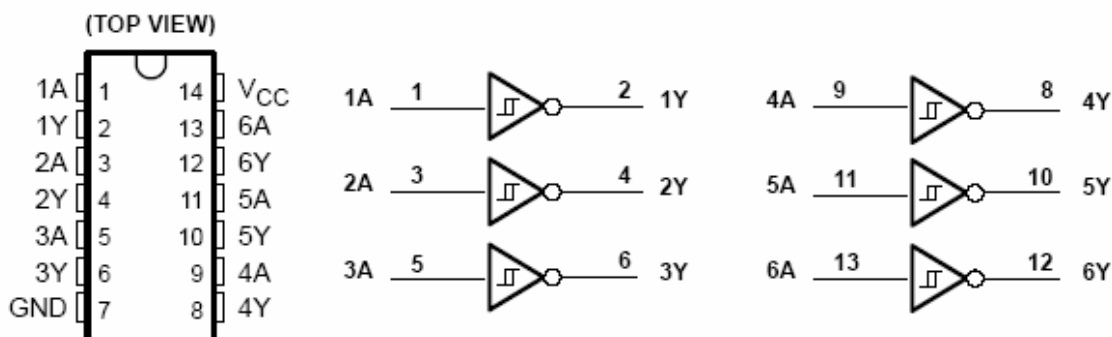 (TOP VIEW)
1A 1 14 VCC
1Y 2 13 6A
2A 3 12 6Y
2Y 4 11 5A
3A 5 10 5Y
3Y 6 9 4A
GND 7 8 4Y
1A 1 2 1Y
2A 3 4 2Y
3A 5 6 3Y
4A 9 8 4Y
5A 11 10 5Y
6A 13 12 6Y